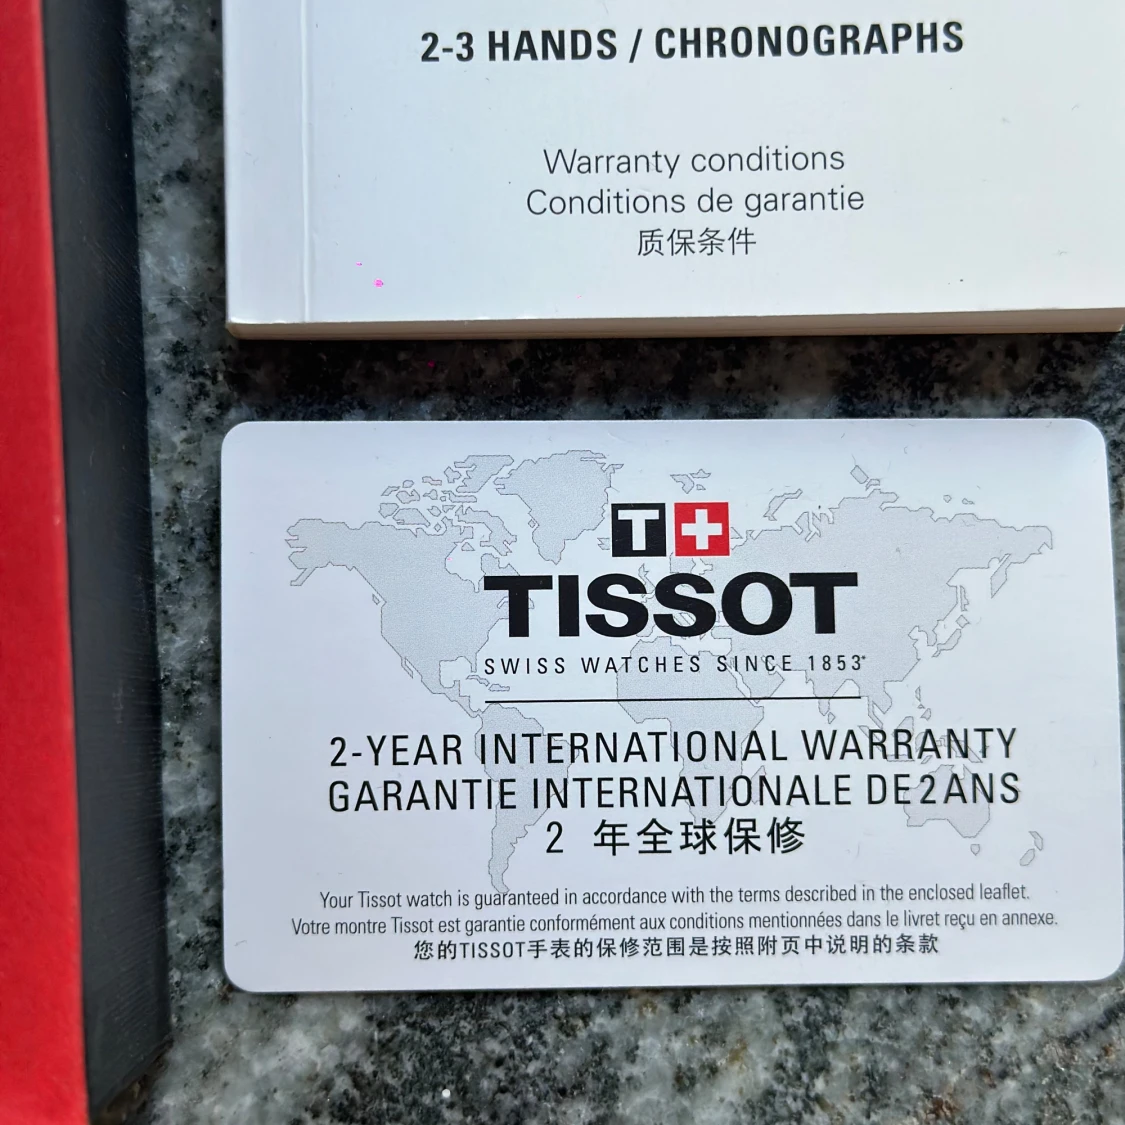 2-3 HANDS / CHRONOGRAPHS
Warranty conditions
Conditions de garantie
质保条件
T
TISSOT
SWISS WATCHES SINCE 1853*
2-YEAR INTERNATIONAL WARRANTY
GARANTIE INTERNATIONALE DE 2 ANS
2 年全球保修
Your Tissot watch is guaranteed in accordance with the terms described in the enclosed leaflet.
Votre montre Tissot est garantie conformément aux conditions mentionnées dans le livret reçu en annexe.
您的TISSOT手表的保修范围是按照附页中说明的条款